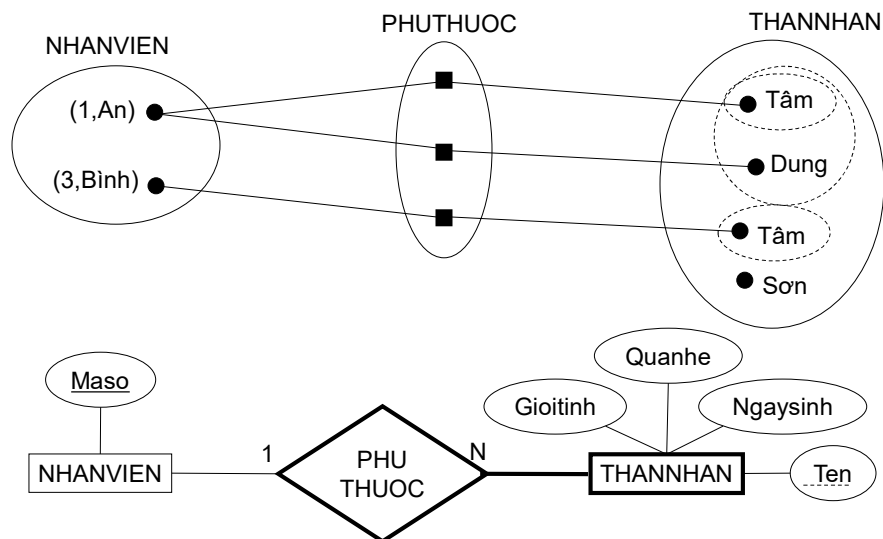 NHANVIEN
PHUTHUOC
THANNHAN
(1,An)
(3,Bình)
Tâm
Dung
Tâm
Sơn
Maso
NHANVIEN
1
PHU
THUOC
N
Quanhe
Gioitinh
Ngaysinh
THANNHAN
Ten